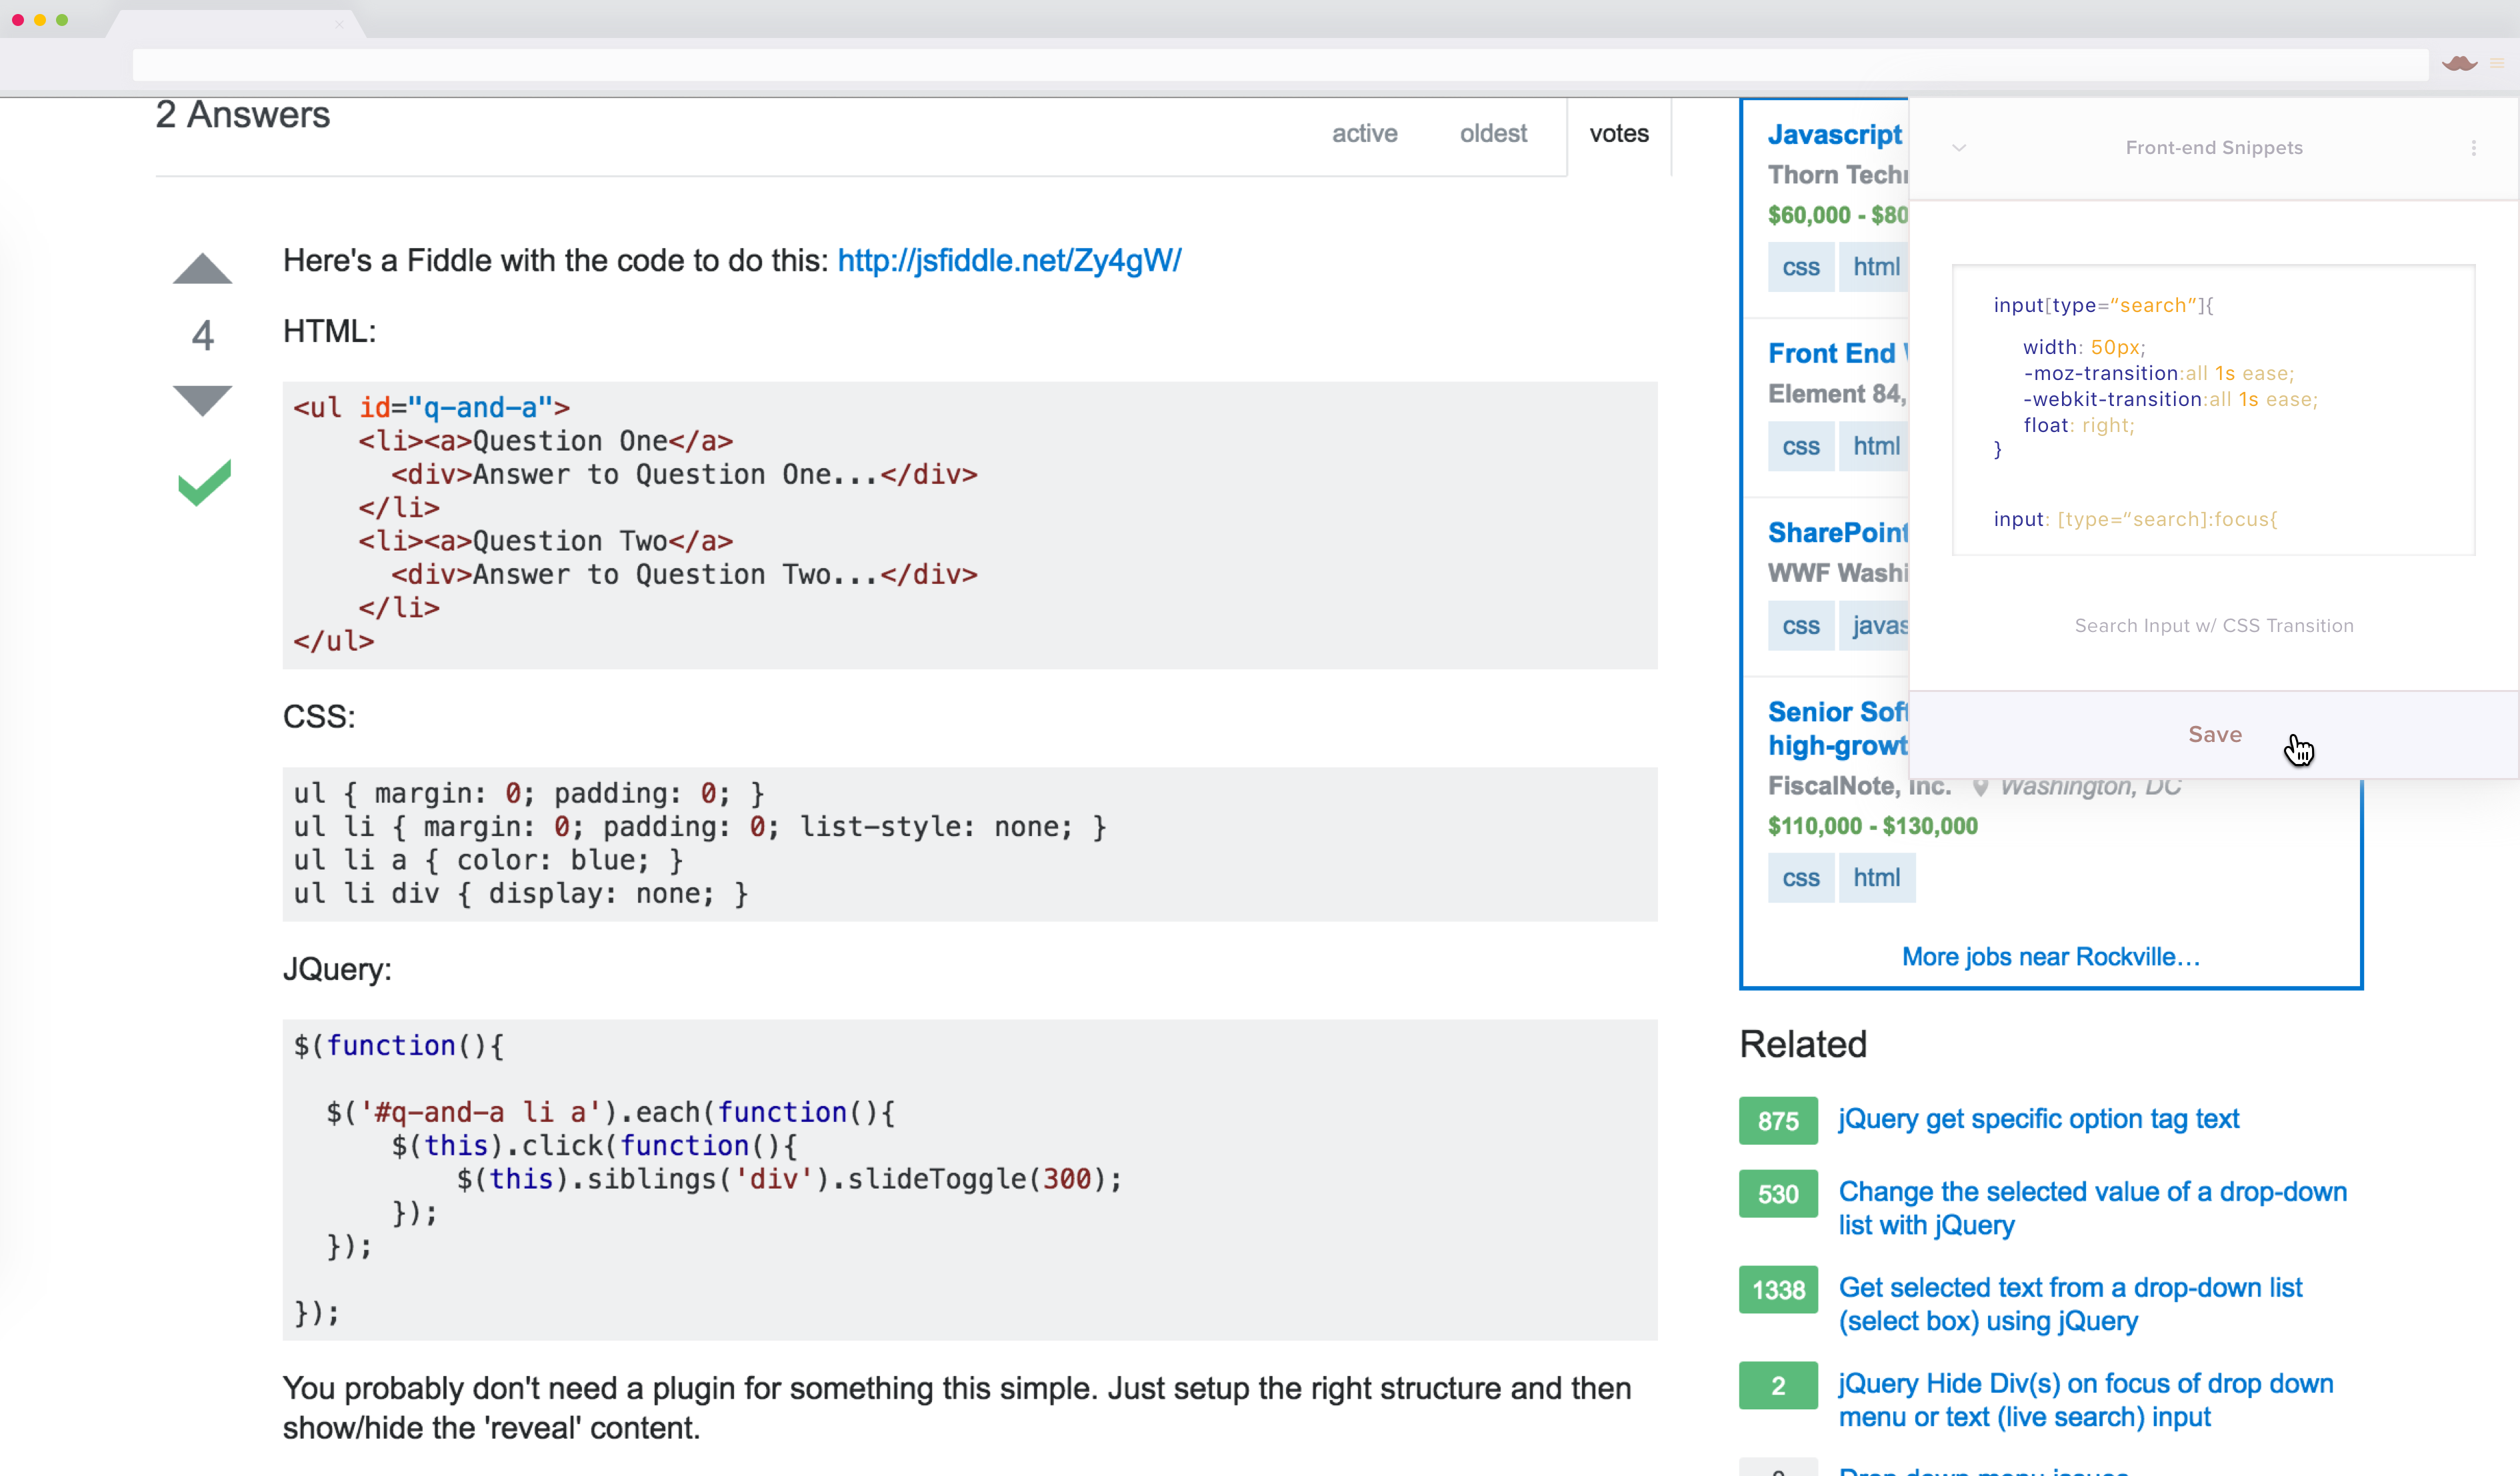 2 Answers
active
oldest
votes
Here's a Fiddle with the code to do this: http://jsfiddle.net/Zy4gW/
4
HTML:
<ul id="q-and-a">
<li><a>Question One</a>
<div>Answer to Question One...</div>
</li>
<li><a>Question Two</a>
<div>Answer to Question Two...</div>
</li>
</ul>
CSS:
ul { margin: 0; padding: 0; }
ul li { margin: 0; padding: 0; list-style: none; }
ul li a { color: blue; }
ul li div { display: none; }
JQuery:
$(function(){
$('#q-and-a li a').each(function(){
$(this).click(function(){
$(this).siblings('div').slideToggle(300);
});
});
});
You probably don't need a plugin for something this simple. Just setup the right structure and then
show/hide the 'reveal' content.
Javascript
Thorn
$60,000 -
css html
Front End
Element 84,
css html
SharePoint
WWF
css
Senior
FiscalNote, Inc. Washington, DC
$110,000 - $130,000
css html
More jobs near Rockville...
Front-end Snippets
input[type=“search”]{
width: 50px;
-moz-transition:all 1s ease;
-webkit-transition:all 1s ease;
float: right;
}
input: [type=“search]:focus{
Search Input w/ CSS Transition
Save
Related
875 jQuery get specific option tag text
530 Change the selected value of a drop-down
list with jQuery
1338 Get selected text from a drop-down list
(select box) using jQuery
2 jQuery Hide Div(s) on focus of drop down
menu or text (live search) input